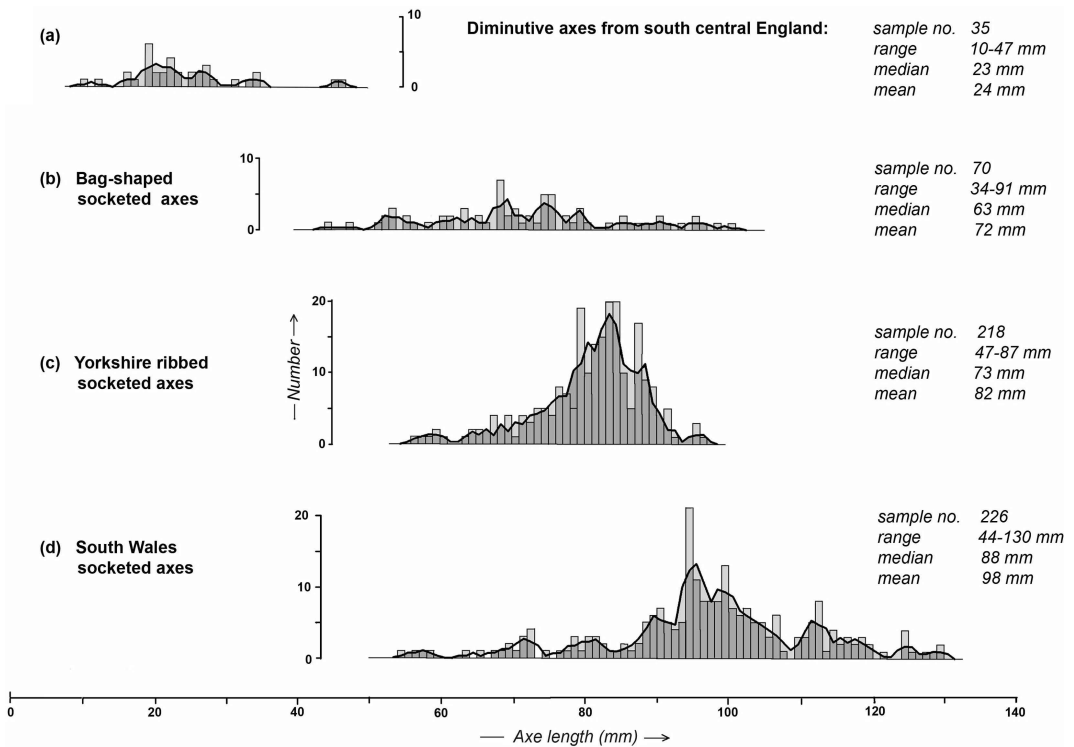 (a)
10
0
Diminutive axes from south central England:
sample no. 35
range 10-47 mm
median 23 mm
mean 24 mm
(b) Bag-shaped
socketed axes
10
0
sample no. 70
range 34-91 mm
median 63 mm
mean 72 mm
(c) Yorkshire ribbed
socketed axes
20
10
0
Number
sample no. 218
range 47-87 mm
median 73 mm
mean 82 mm
(d) South Wales
socketed axes
20
10
0
sample no. 226
range 44-130 mm
median 88 mm
mean 98 mm
0 20 40 60 80 100 120 140
Axe length (mm)